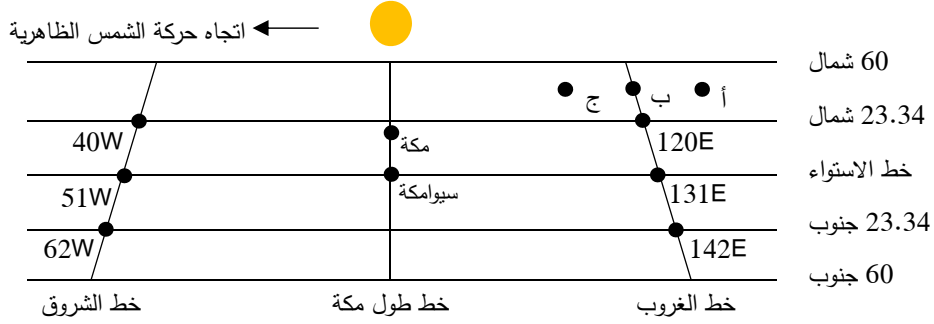 اتجاه حركة الشمس الظاهرية
60 شمال
أ
ب
ج
23.34 شمال
120E
مكة
40W
خط الاستواء
131E
سيوامكة
51W
23.34 جنوب
142E
62W
60 جنوب
خط الغروب
خط طول مكة
خط الشروق